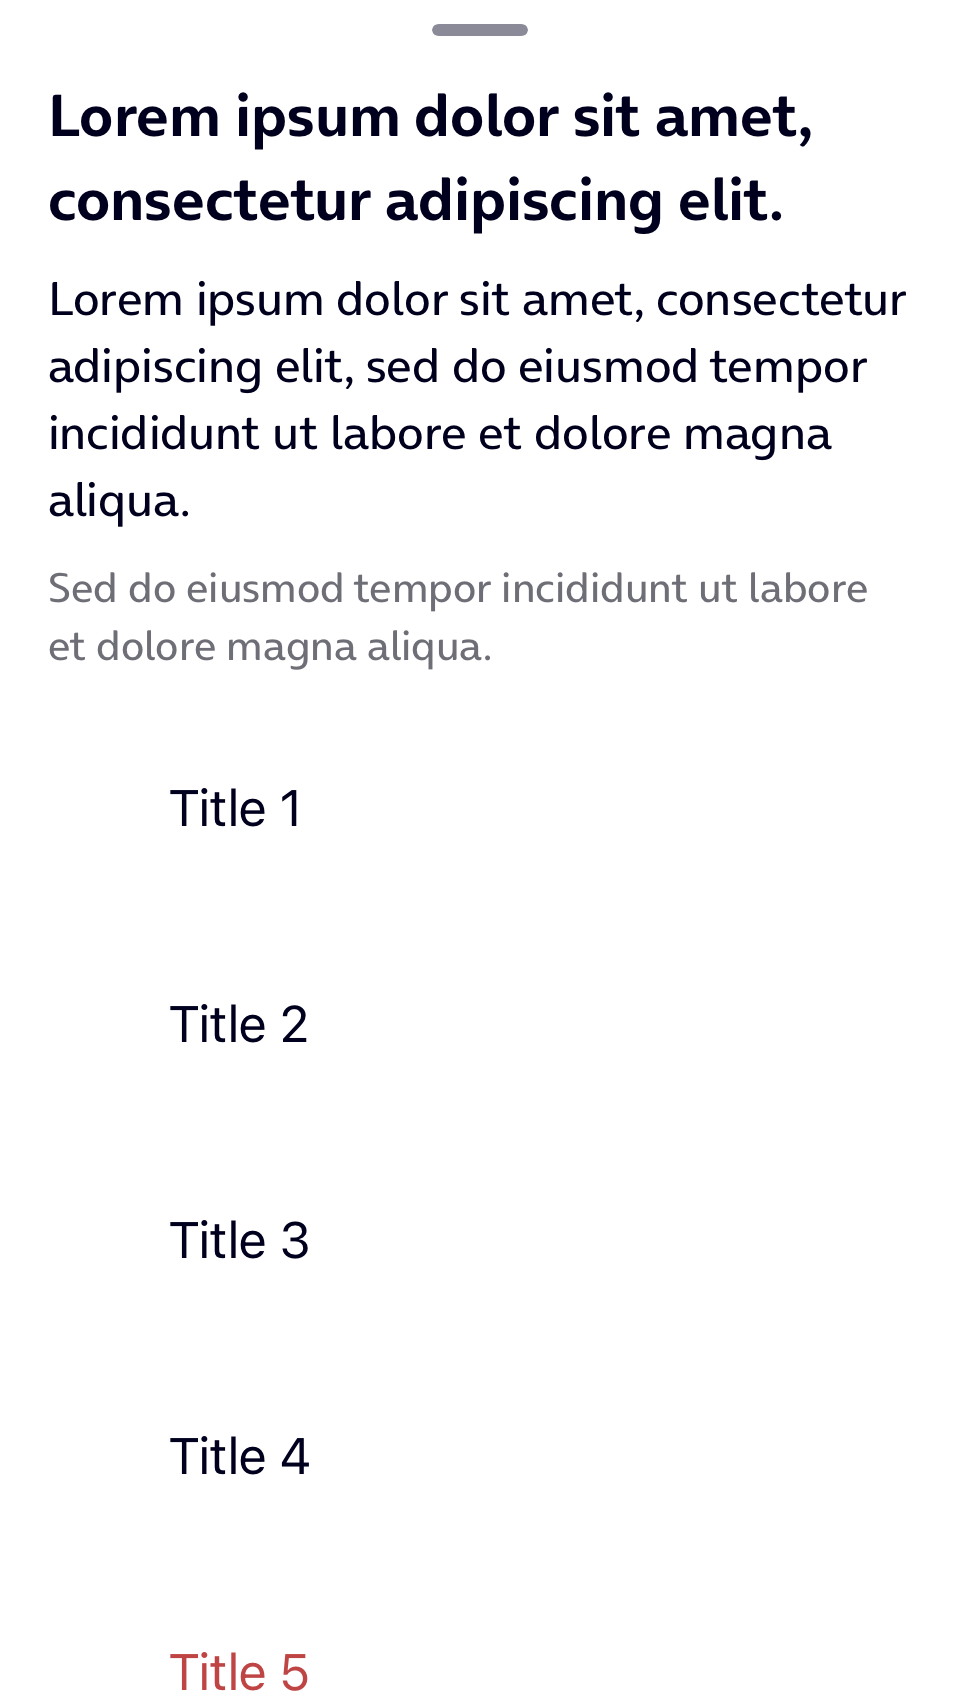 Lorem ipsum dolor sit amet,
consectetur adipiscing elit.
Lorem ipsum dolor sit amet, consectetur
adipiscing elit, sed do eiusmod tempor
incididunt ut labore et dolore magna
aliqua.
Sed do eiusmod tempor incididunt ut labore
et dolore magna aliqua.
Title 1
Title 2
Title 3
Title 4
Title 5